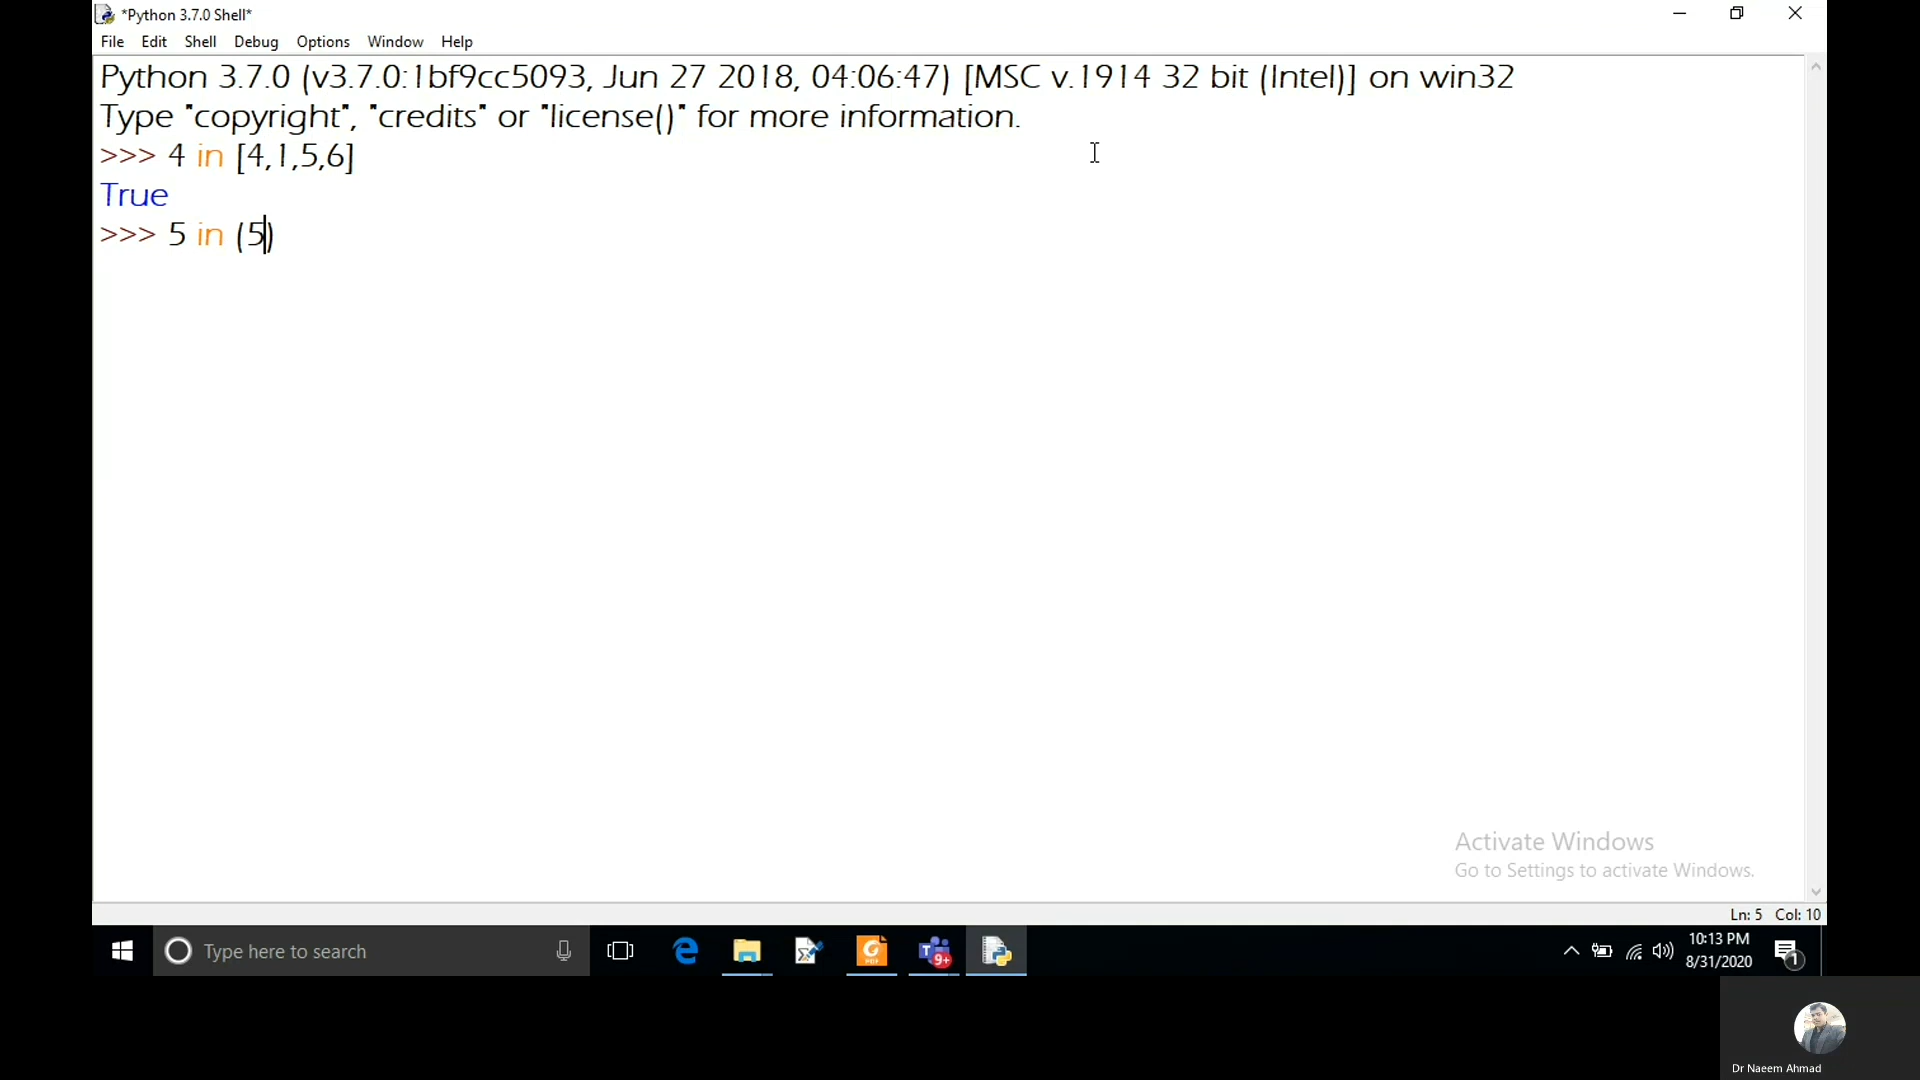 *Python 3.7.0 Shell*
File Edit Shell Debug Options Window Help
Python 3.7.0 (v3.7.0:1bf9cc5093, Jun 27 2018, 04:06:47) [MSC v.1914 32 bit (Intel)] on win32
Type "copyright", "credits" or "license()" for more information.
>>> 4 in [4,1,5,6]
True
>>> 5 in (5)
Activate Windows
Go to Settings to activate Windows.
Ln: 5 Col: 10
Type here to search
PDF
T
9+
10:13 PM
8/31/2020
1
Dr Naeem Ahmad